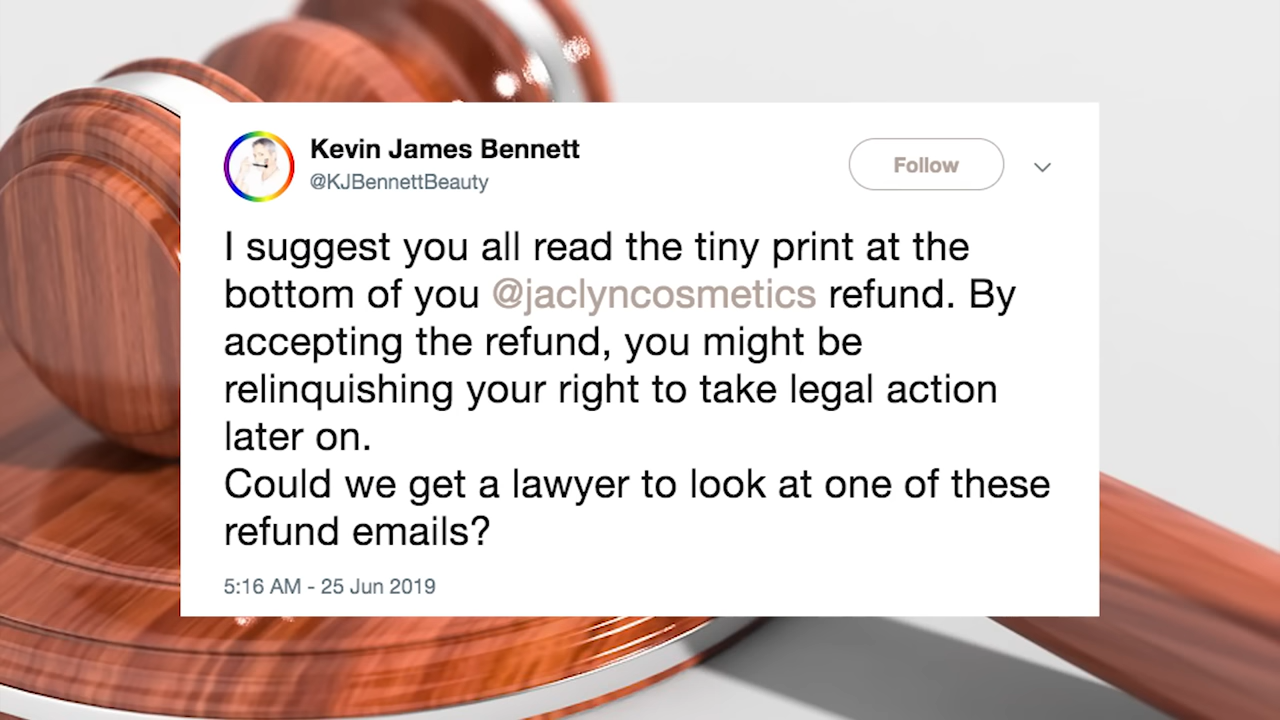 Kevin James Bennett
@KJBennettBeauty
Follow
I suggest you all read the tiny print at the
bottom of you @jaclyncosmetics refund. By
accepting the refund, you might be
relinquishing your right to take legal action
later on.
Could we get a lawyer to look at one of these
refund emails?
5:16 AM - 25 Jun 2019